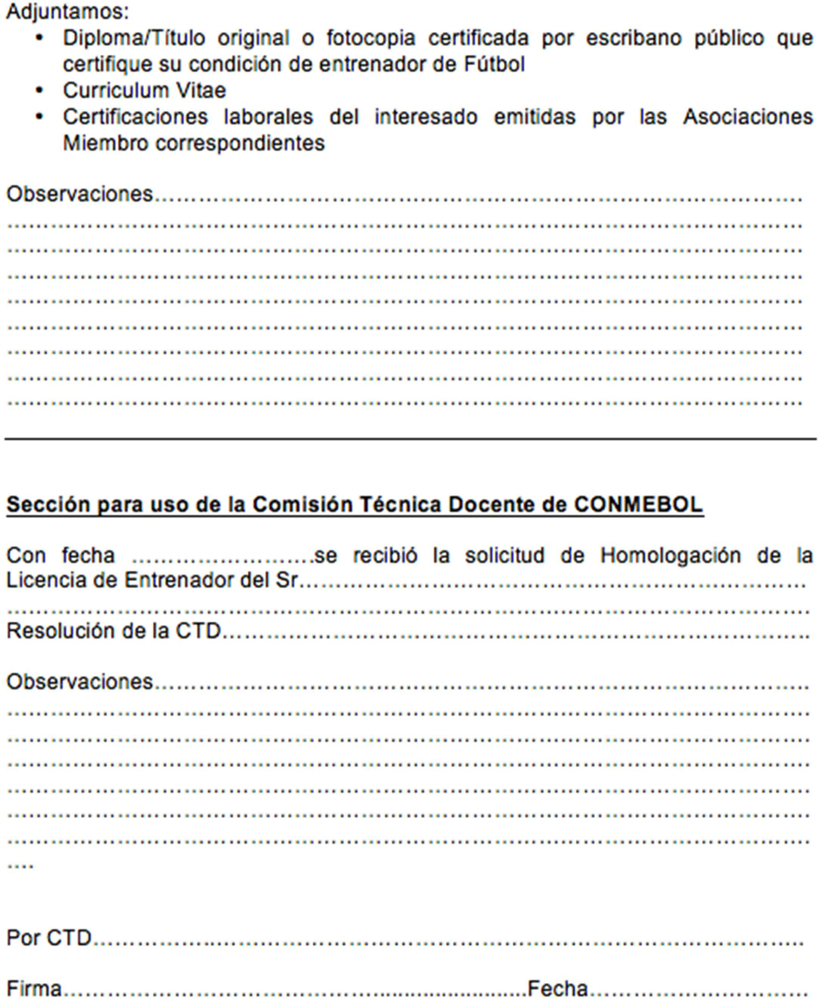 Adjuntamos:
• Diploma/Título original o fotocopia certificada por escribano público que
certifique su condición de entrenador de Fútbol
• Curriculum Vitae
• Certificaciones laborales del interesado emitidas por las Asociaciones
Miembro correspondientes
Observaciones……………………………………………………………………………….
…………………………………………………………………………………………………
…………………………………………………………………………………………………
…………………………………………………………………………………………………
…………………………………………………………………………………………………
…………………………………………………………………………………………………
…………………………………………………………………………………………………
…………………………………………………………………………………………………
…………………………………………………………………………………………………
Sección para uso de la Comisión Técnica Docente de CONMEBOL
Con fecha …………………….se recibió la solicitud de Homologación de la
Licencia de Entrenador del Sr……………………………………………………………
………………………………………………………………………………………………….
Resolución de la CTD………………………………………………………………………..
Observaciones………………………………………………………………………………..
………………………………………………………………………………………………….
………………………………………………………………………………………………….
………………………………………………………………………………………………….
………………………………………………………………………………………………….
………………………………………………………………………………………………….
………………………………………………………………………………………………….
….
Por CTD……………..……………………………………………………………………..
Firma…………………………………….....................Fecha…………………………